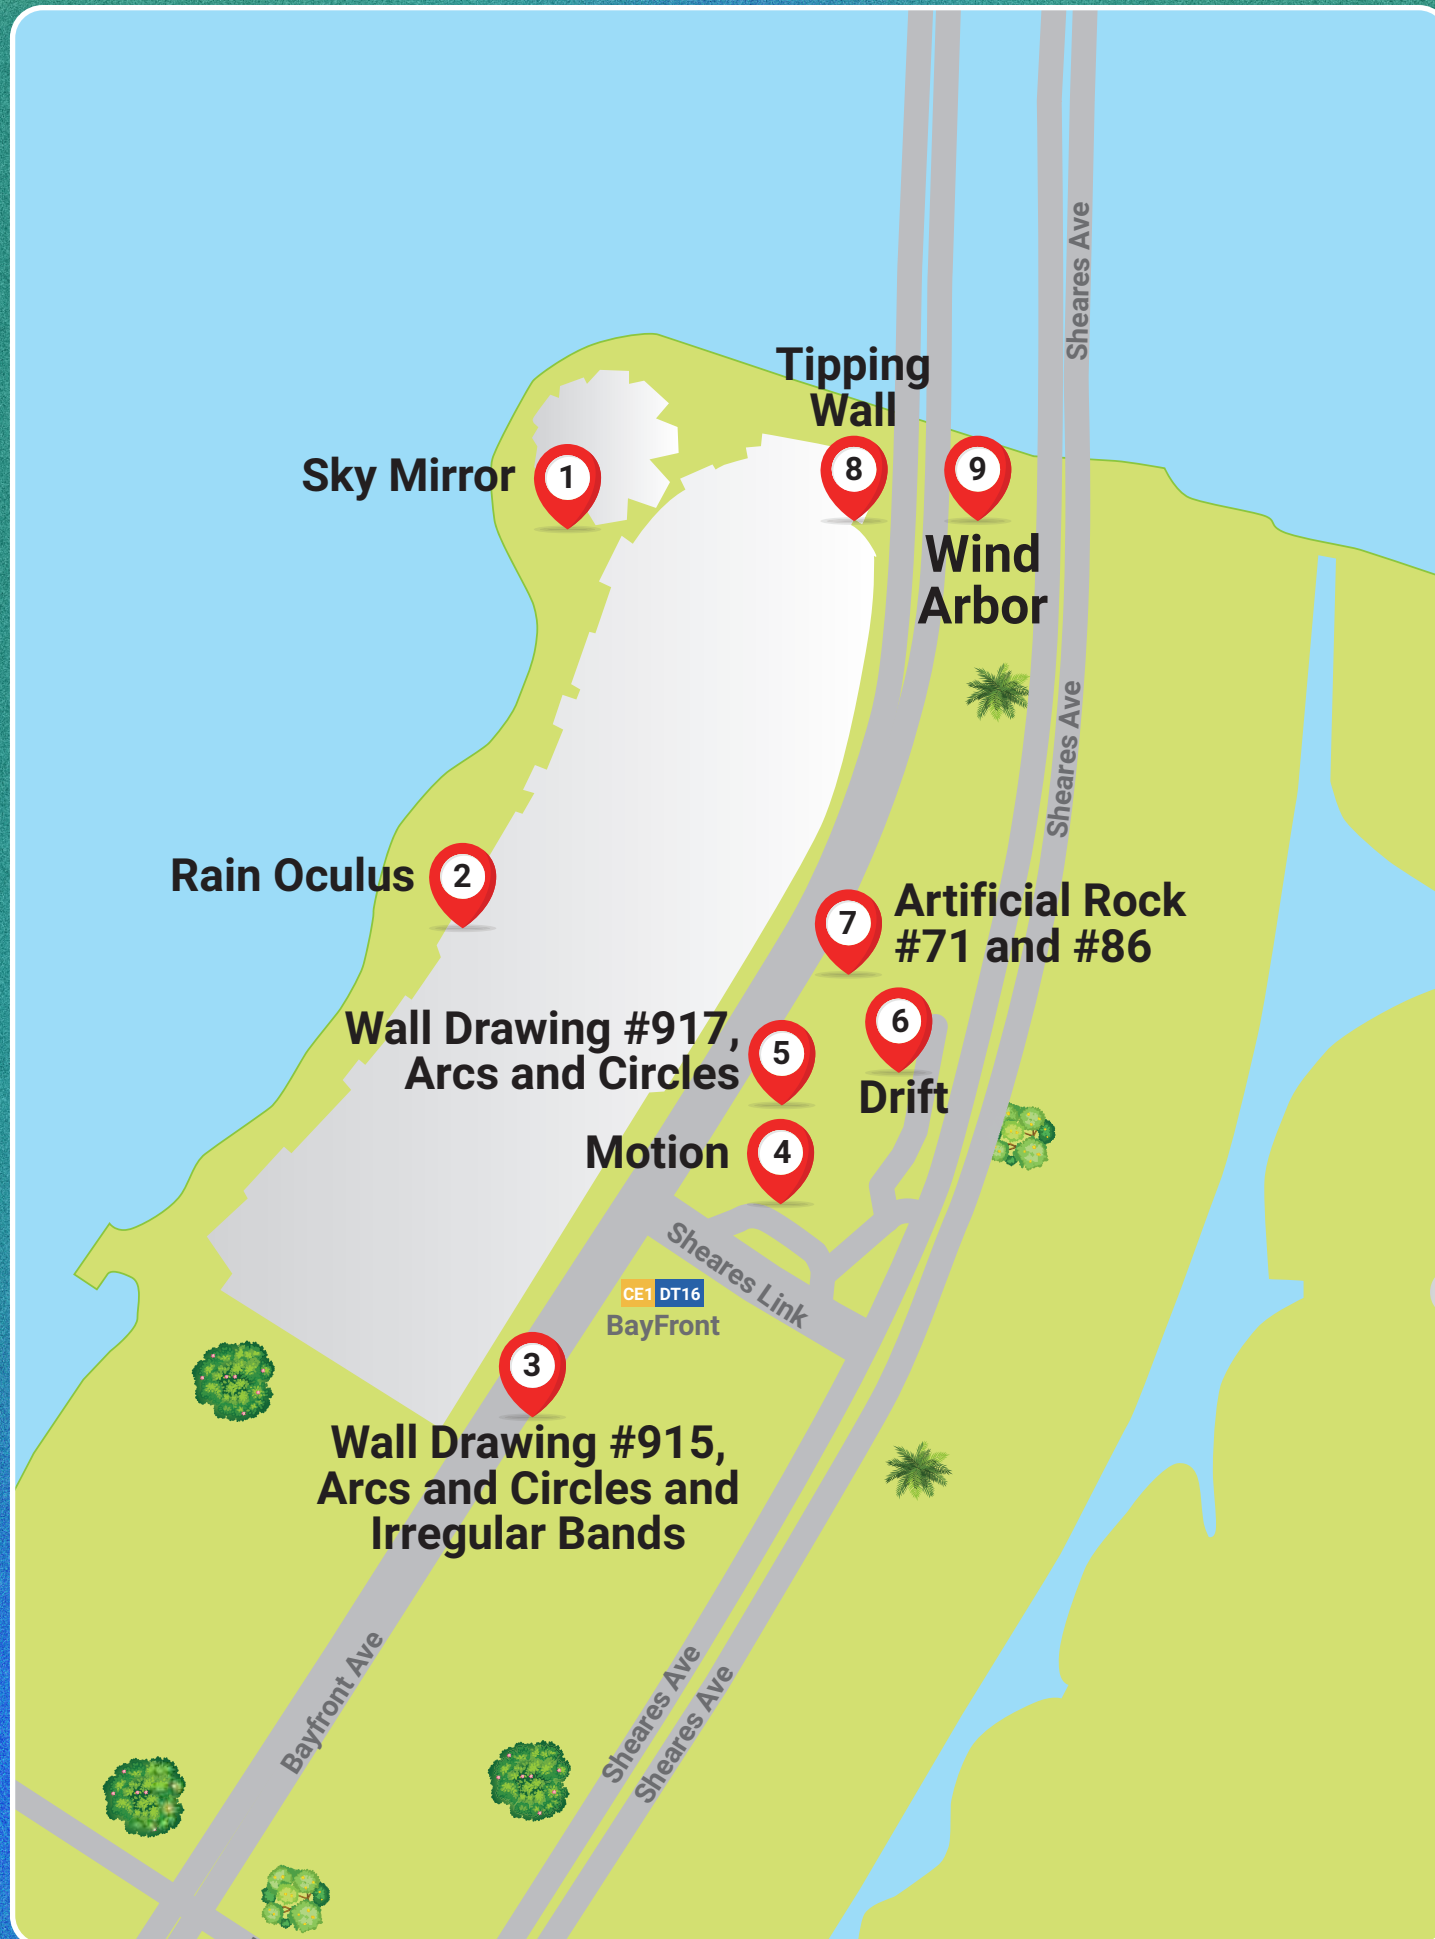 Sheares Ave
Tipping
Wall
Sky Mirror
1
8
9
Wind
Arbor
Sheares Ave
Rain Oculus
2
7
Artificial Rock
#71 and #86
6
Drift
Wall Drawing #917,
Arcs and Circles
5
Motion
4
Sheares Link
CE1 DT16
BayFront
3
Wall Drawing #915,
Arcs and Circles and
Irregular Bands
Bayfront Ave
Sheares Ave
Sheares Ave